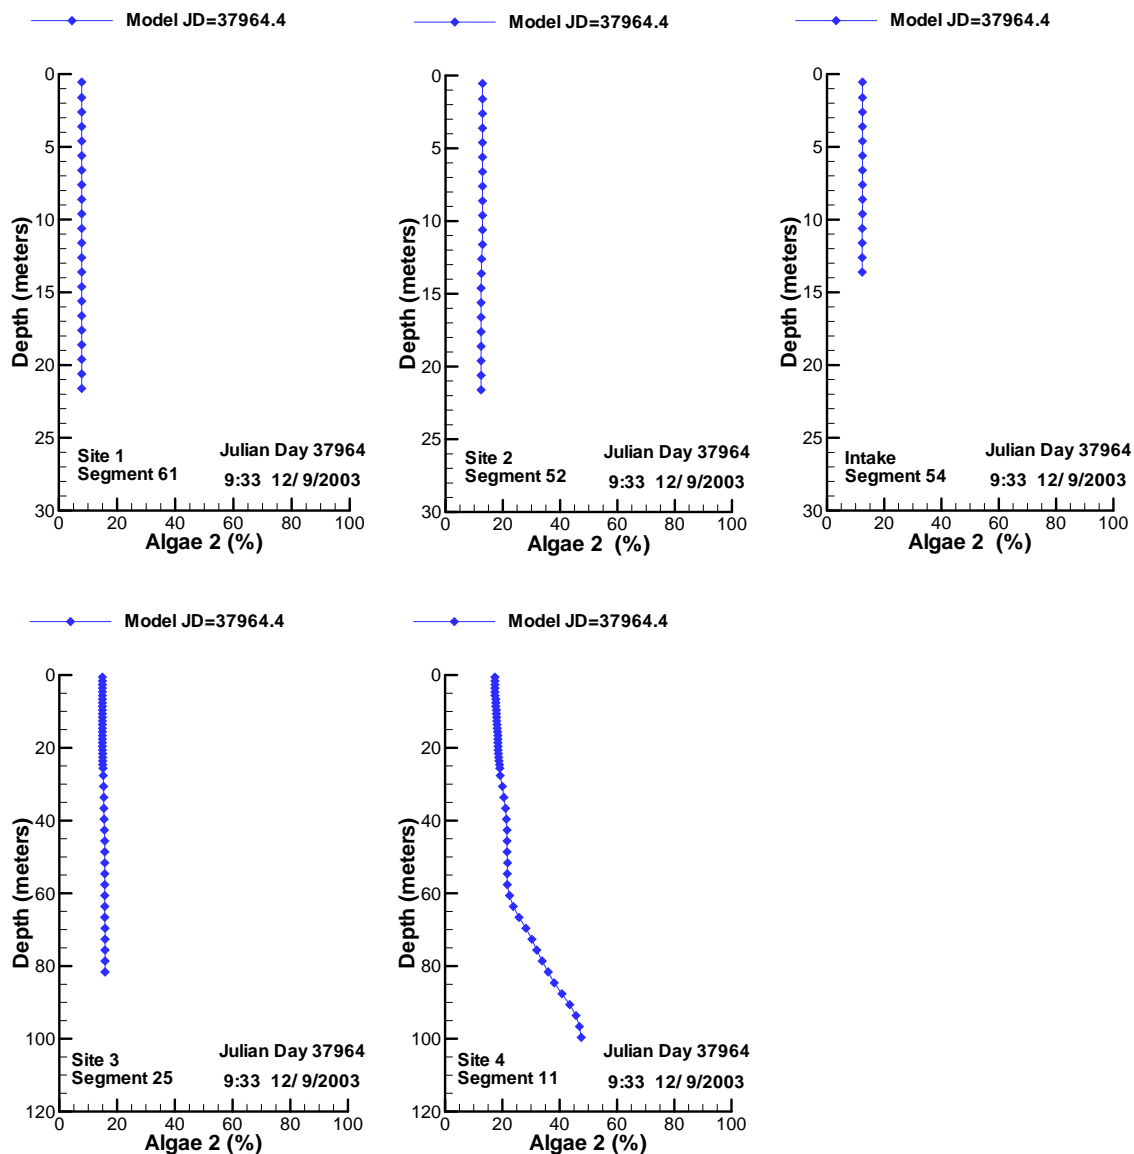 Model JD=37964.4
0
5
10
15
20
25
30
Depth (meters)
Site 1
Segment 61
Julian Day 37964
9:33 12/ 9/2003
0 20 40 60 80 100
Algae 2 (%)
Model JD=37964.4
0
5
10
15
20
25
30
Depth (meters)
Site 2
Segment 52
Julian Day 37964
9:33 12/ 9/2003
0 20 40 60 80 100
Algae 2 (%)
Model JD=37964.4
0
5
10
15
20
25
30
Depth (meters)
Intake
Segment 54
Julian Day 37964
9:33 12/ 9/2003
0 20 40 60 80 100
Algae 2 (%)
Model JD=37964.4
0
20
40
60
80
100
120
Depth (meters)
Site 3
Segment 25
Julian Day 37964
9:33 12/ 9/2003
0 20 40 60 80 100
Algae 2 (%)
Model JD=37964.4
0
20
40
60
80
100
120
Depth (meters)
Site 4
Segment 11
Julian Day 37964
9:33 12/ 9/2003
0 20 40 60 80 100
Algae 2 (%)